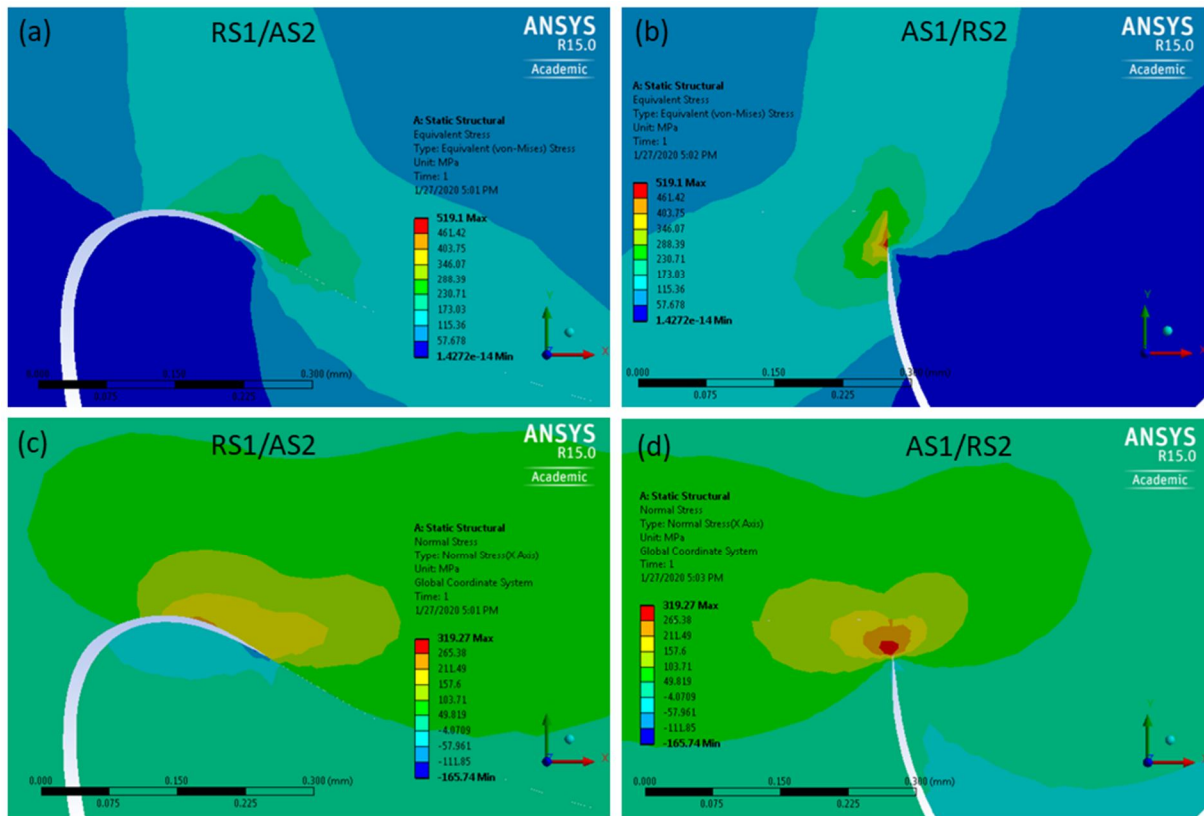 (a)
RS1/AS2
ANSYS
R15.0
Academic
A: Static Structural
Equivalent Stress
Type: Equivalent (von-Mises) Stress
Unit: MPa
Time: 1
1/27/2020 5:01 PM
519.1 Max
461.42
403.75
346.07
288.39
230.71
173.03
115.36
57.678
1.4272e-14 Min
Y
X
0.000
0.150
0.300 (mm)
0.075
0.225
(b)
AS1/RS2
ANSYS
R15.0
Academic
A: Static Structural
Equivalent Stress
Type: Equivalent (von-Mises) Stress
Unit: MPa
Time: 1
1/27/2020 5:02 PM
519.1 Max
461.42
403.75
346.07
288.39
230.71
173.03
115.36
57.678
1.4272e-14 Min
Y
X
0.000
0.150
0.300 (mm)
0.075
0.225
(c)
RS1/AS2
ANSYS
R15.0
Academic
A: Static Structural
Normal Stress
Type: Normal Stress(X Axis)
Unit: MPa
Global Coordinate System
Time: 1
1/27/2020 5:01 PM
319.27 Max
265.38
211.49
157.6
103.71
49.819
-4.0709
-57.961
-111.85
-165.74 Min
Y
X
0.000
0.150
0.300 (mm)
0.075
0.225
(d)
AS1/RS2
ANSYS
R15.0
Academic
A: Static Structural
Normal Stress
Type: Normal Stress(X Axis)
Unit: MPa
Global Coordinate System
Time: 1
1/27/2020 5:03 PM
319.27 Max
265.38
211.49
157.6
103.71
49.819
-4.0709
-57.961
-111.85
-165.74 Min
Y
X
0.000
0.150
0.300 (mm)
0.075
0.225